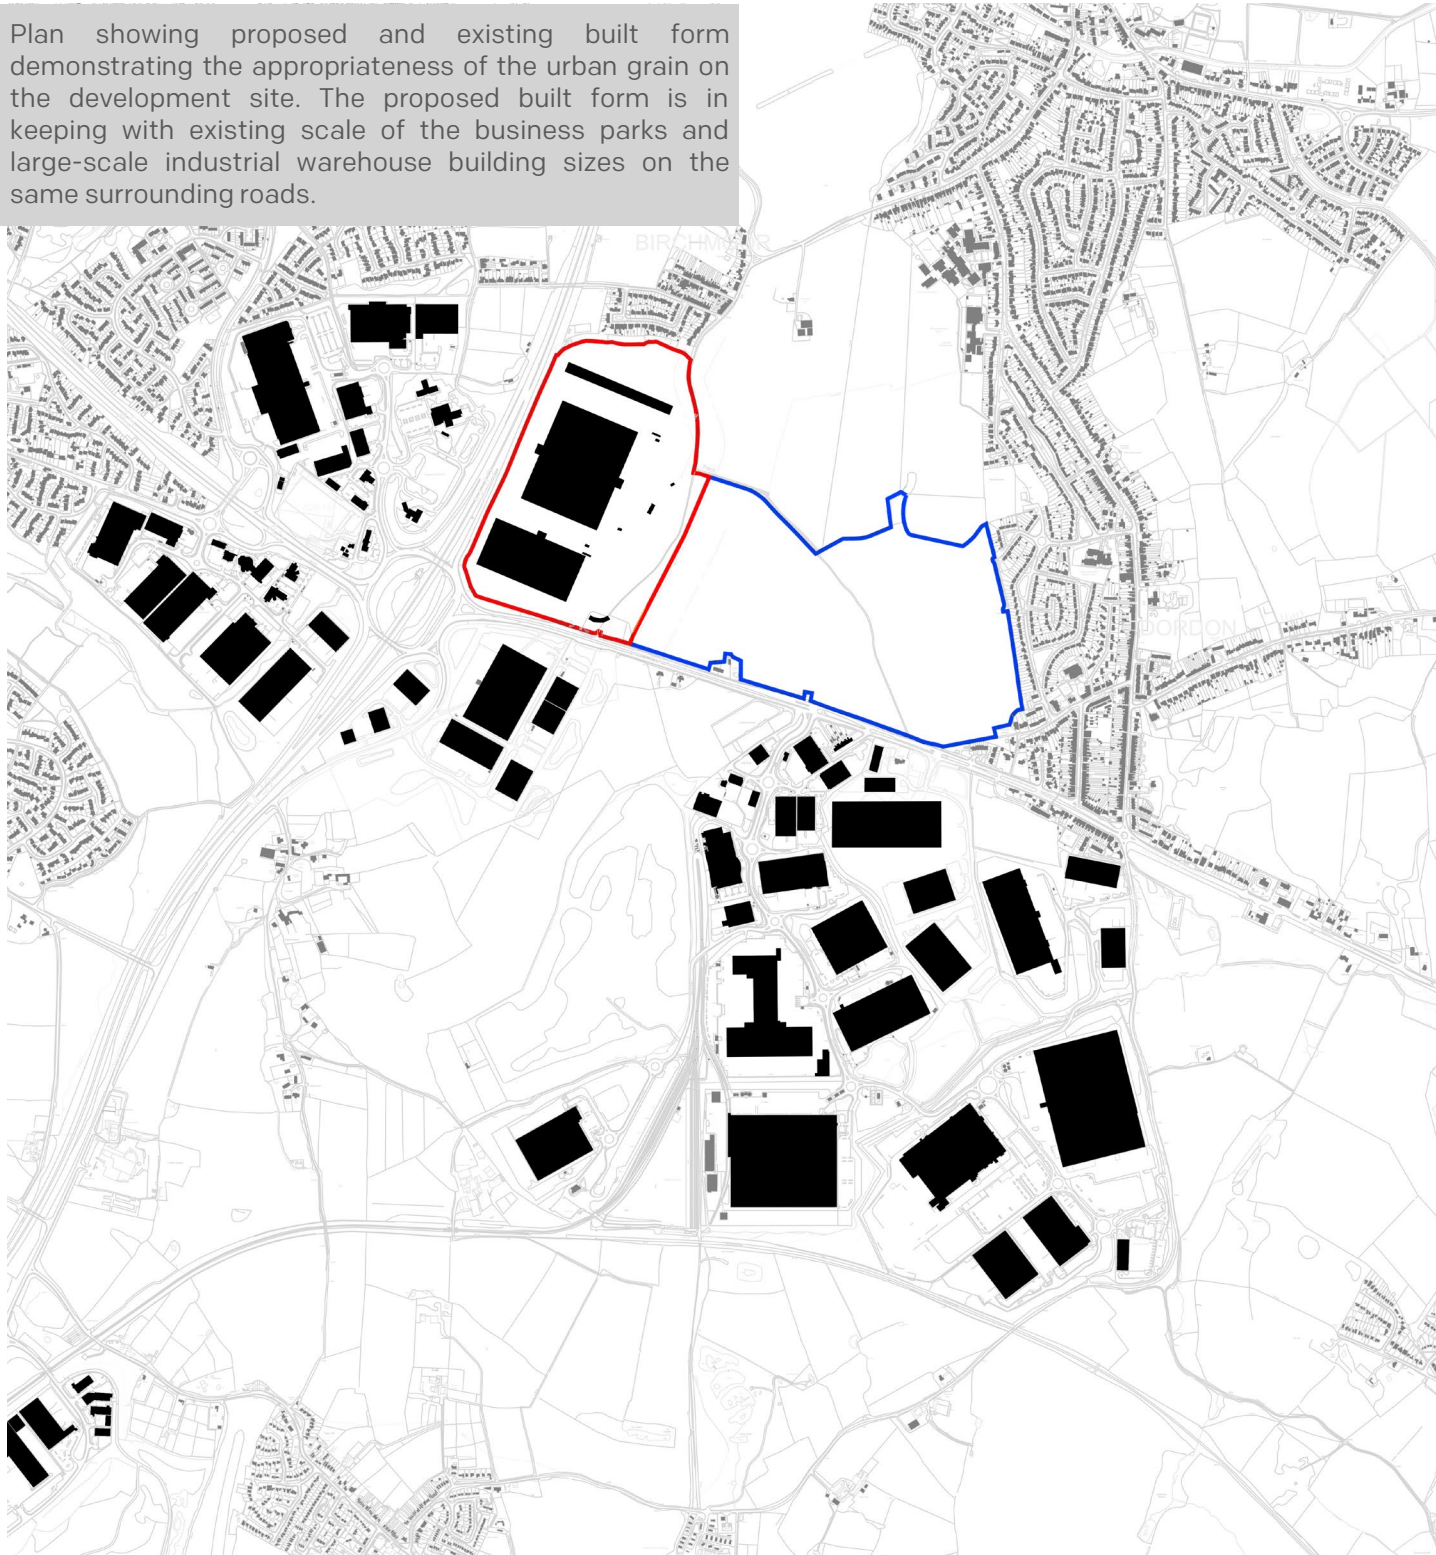 Plan showing proposed and existing built form
demonstrating the appropriateness of the urban grain on
the development site. The proposed built form is in
keeping with existing scale of the business parks and
large-scale industrial warehouse building sizes on the
same surrounding roads.
BIRCHMOOR
DORDON